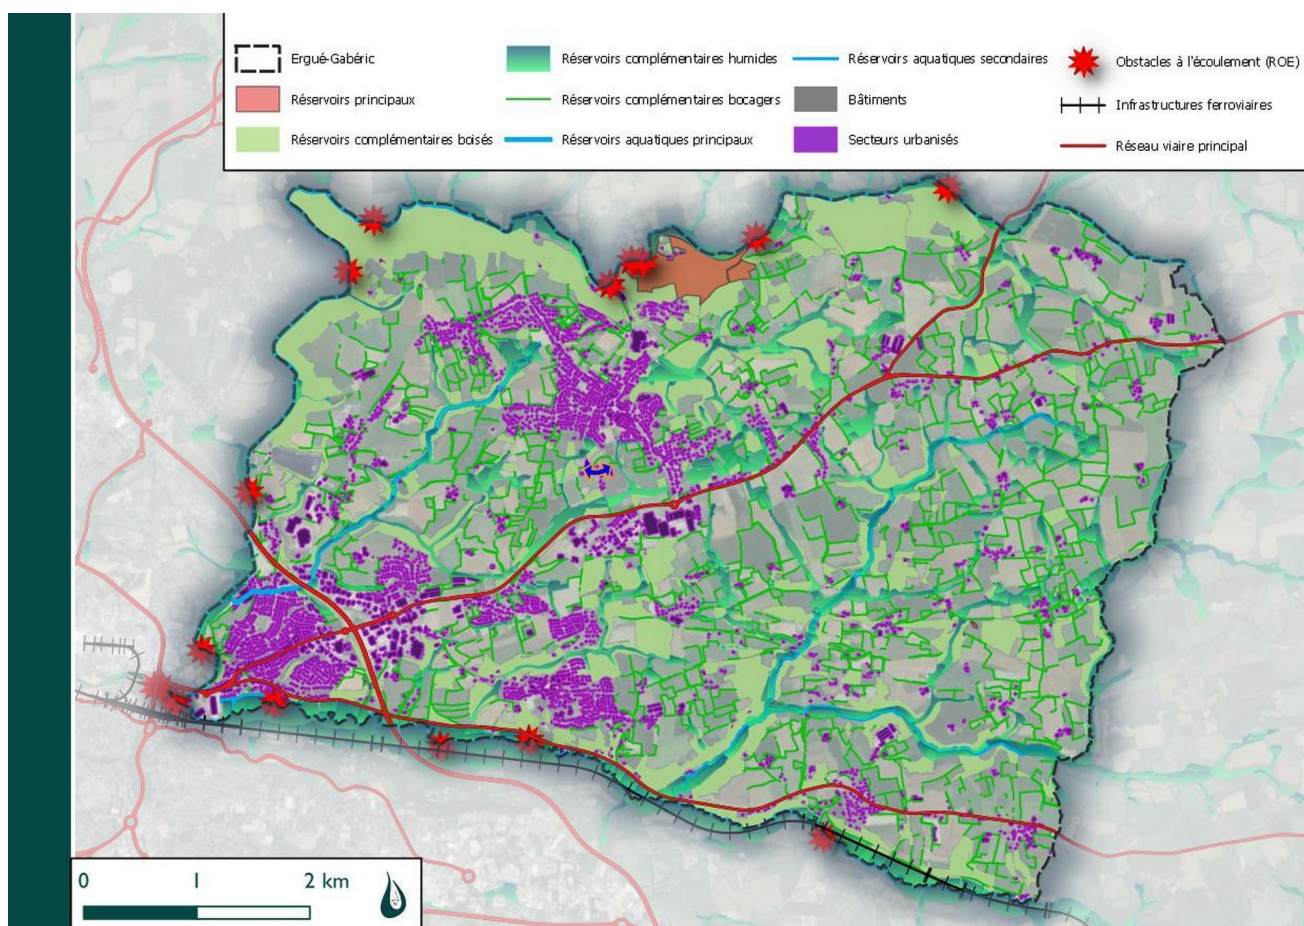 Ergué-Gabéric
Réservoirs principaux
Réservoirs complémentaires boisés
Réservoirs complémentaires humides
Réservoirs complémentaires bocagers
Réservoirs aquatiques principaux
Réservoirs aquatiques secondaires
Bâtiments
Secteurs urbanisés
Obstacles à l'écoulement (ROE)
Infrastructures ferroviaires
Réseau viaire principal
0 1 2 km